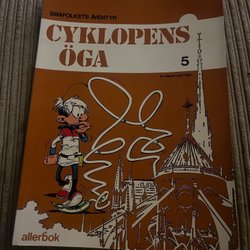 SMÅFOLKETS ÄVENTYR
CYKLOPENS
ÖGA
5
allerbok